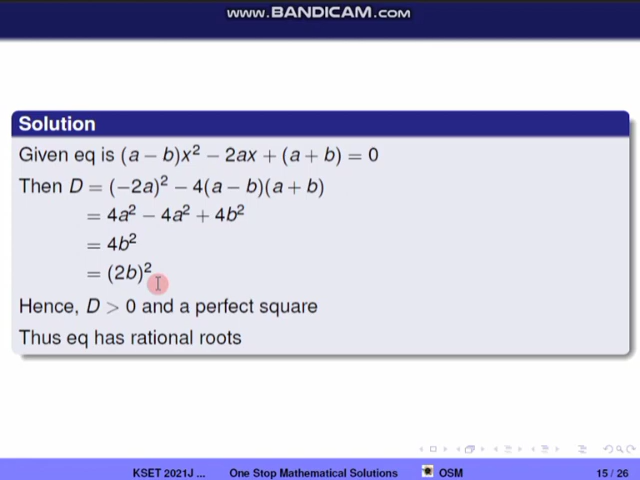 www.BANDICAM.com
Solution
Given eq is (a − b)x² − 2ax + (a + b) = 0
Then D = (−2a)² − 4(a − b)(a + b)
= 4a² − 4a² + 4b²
= 4b²
= (2b)²
Hence, D > 0 and a perfect square
Thus eq has rational roots
KSET 2021J ... One Stop Mathematical Solutions OSM 15 / 26